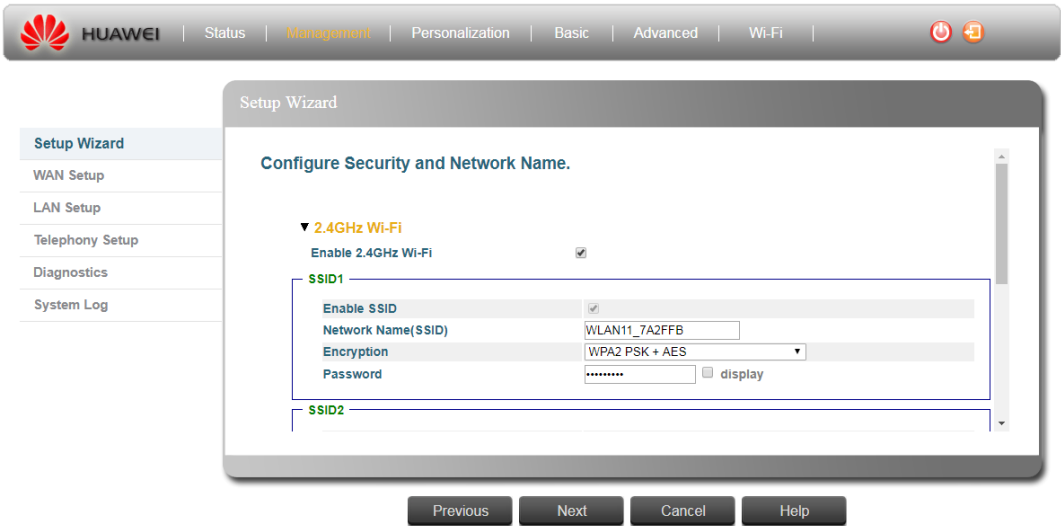 HUAWEI | Status | Management | Personalization | Basic | Advanced | Wi-Fi |
Setup Wizard
Setup Wizard
WAN Setup
LAN Setup
Telephony Setup
Diagnostics
System Log
Configure Security and Network Name.
2.4GHz Wi-Fi
Enable 2.4GHz Wi-Fi
SSID1
Enable SSID
Network Name(SSID) WLAN11_7A2FFB
Encryption WPA2 PSK + AES
Password ••••••••• display
SSID2
Previous Next Cancel Help